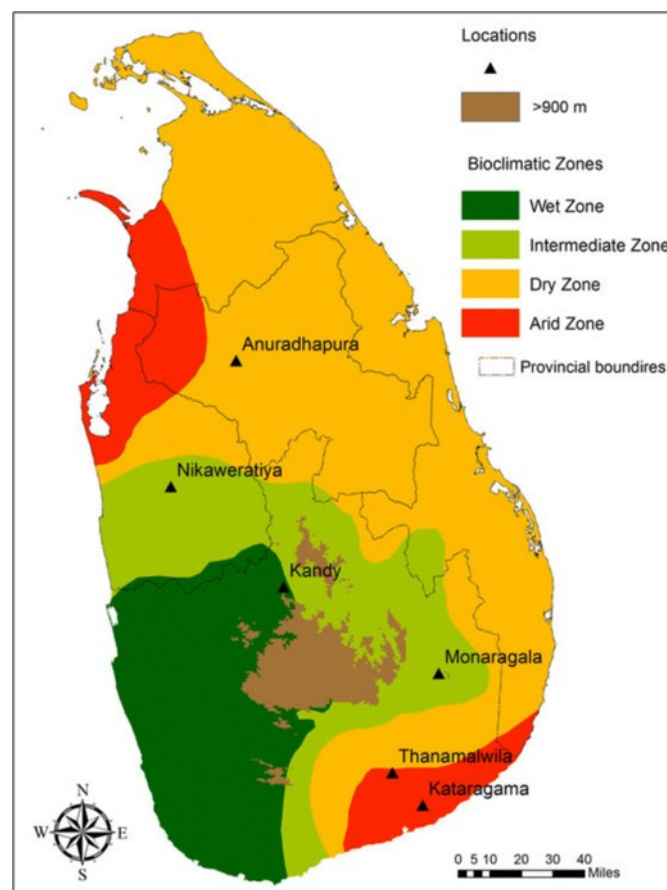 Locations
>900 m
Bioclimatic Zones
Wet Zone
Intermediate Zone
Dry Zone
Arid Zone
Provincial boundires
Anuradhapura
Nikaweratiya
Kandy
Monaragala
Thanamalwila
Kataragama
N
W E
S
0 5 10 20 30 40
Miles